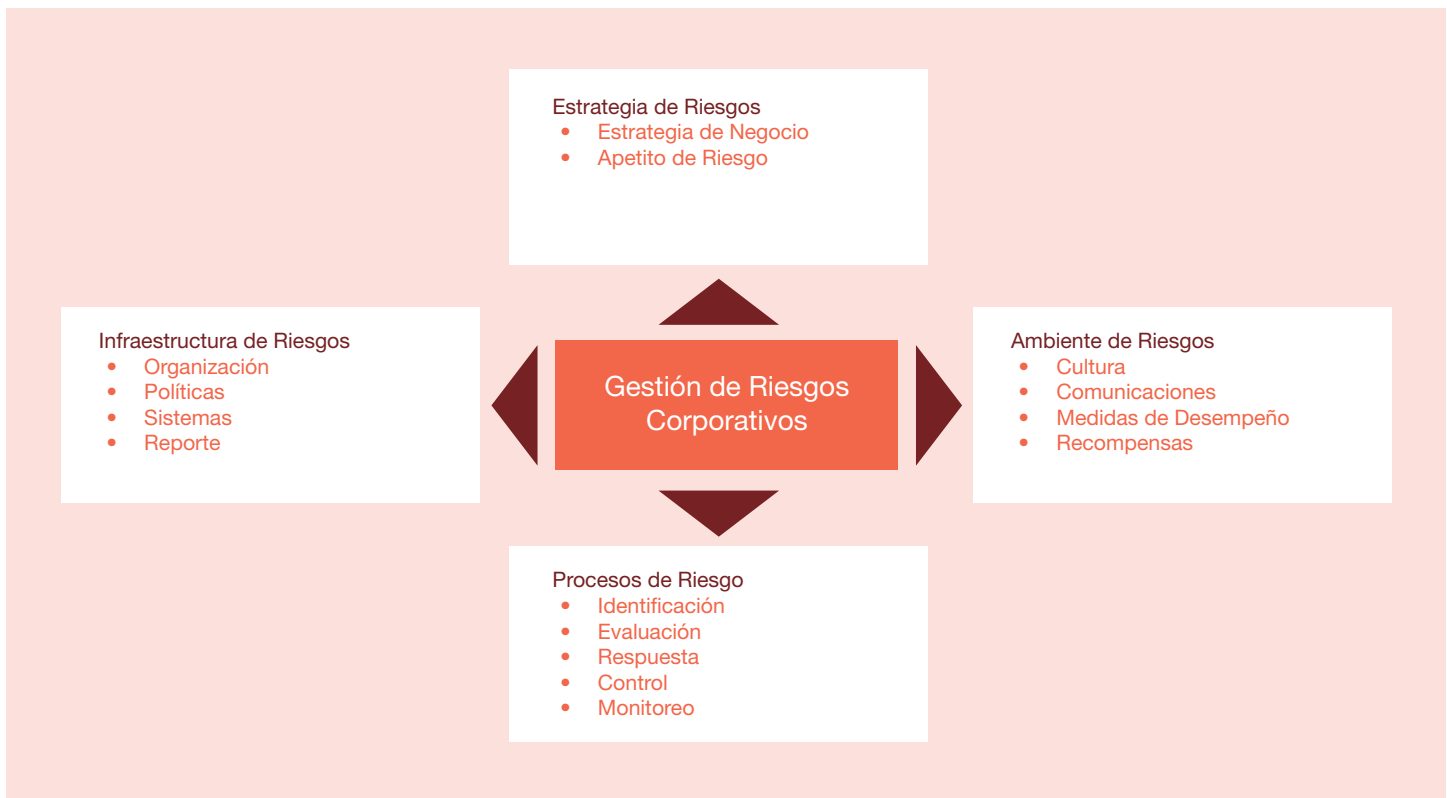 Estrategia de Riesgos
• Estrategia de Negocio
• Apetito de Riesgo
Infraestructura de Riesgos
• Organización
• Políticas
• Sistemas
• Reporte
Gestión de Riesgos
Corporativos
Ambiente de Riesgos
• Cultura
• Comunicaciones
• Medidas de Desempeño
• Recompensas
Procesos de Riesgo
• Identificación
• Evaluación
• Respuesta
• Control
• Monitoreo